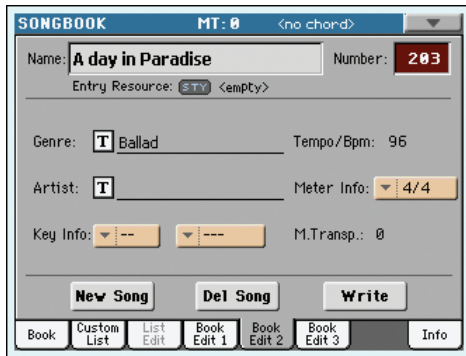 SONGBOOK MT:0 <no chord>
Name: A day in Paradise Number: 203
Entry Resource: STY <empty>
Genre: T Ballad Tempo/Bpm: 96
Artist: T Meter Info: 4/4
Key Info: -- --- M.Transp.: 0
New Song Del Song Write
Book Custom List List Edit Book Edit 1 Book Edit 2 Book Edit 3 Info